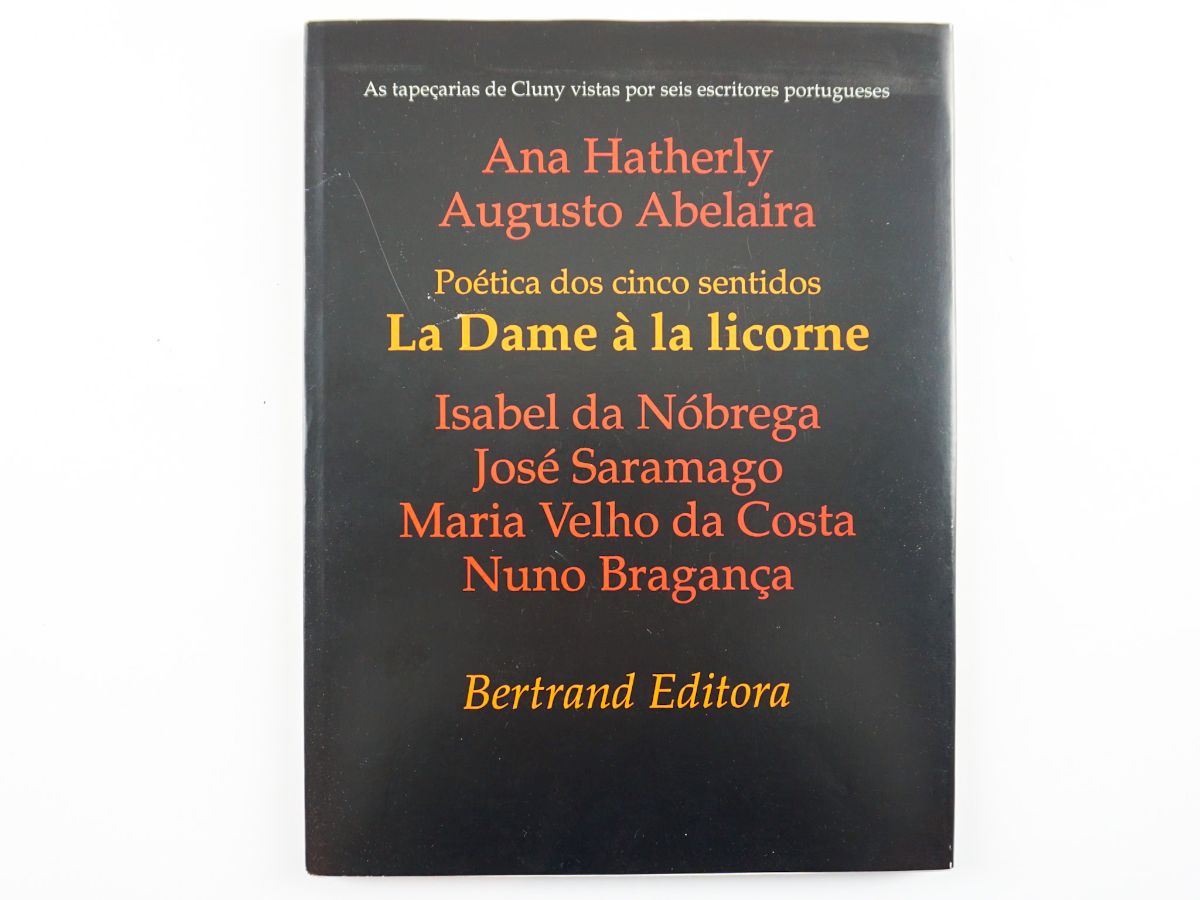 As tapeçarias de Cluny vistas por seis escritores portugueses
Ana Hatherly
Augusto Abelaira
Poética dos cinco sentidos
La Dame à la licorne
Isabel da Nóbrega
José Saramago
Maria Velho da Costa
Nuno Bragança
Bertrand Editora